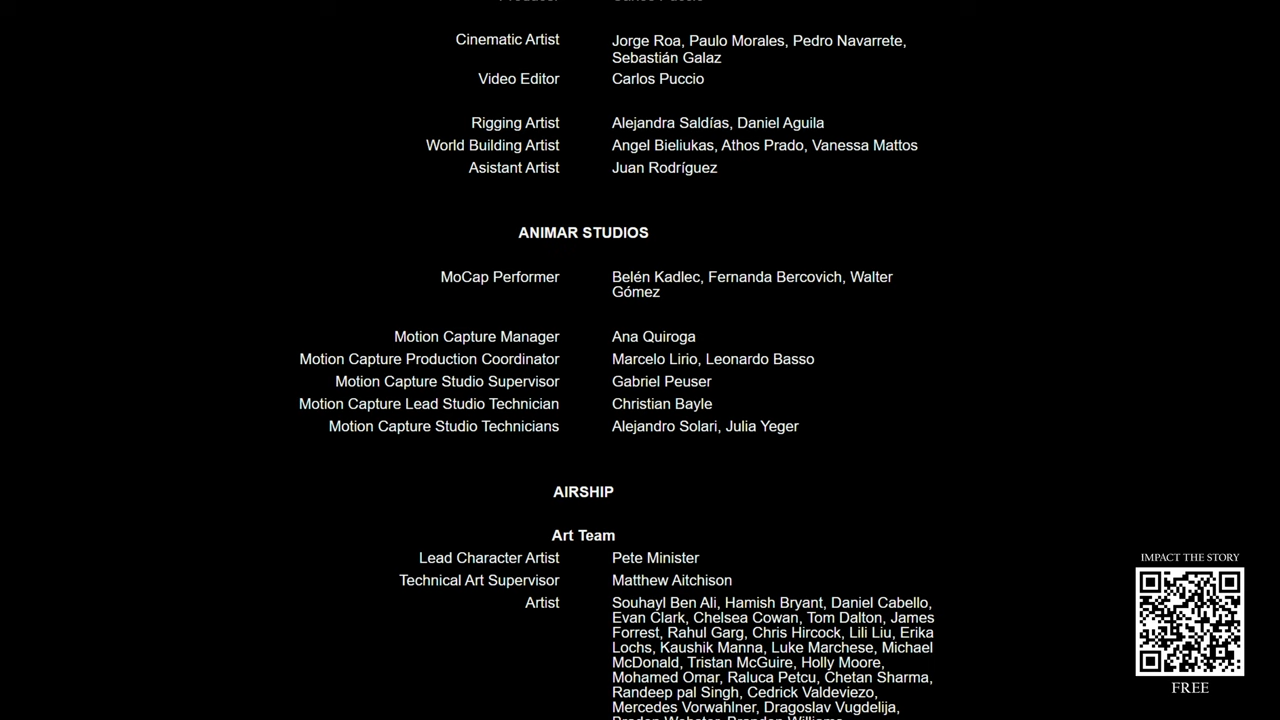 Cinematic Artist Jorge Roa, Paulo Morales, Pedro Navarrete,
Sebastián Galaz
Video Editor Carlos Puccio
Rigging Artist Alejandra Saldías, Daniel Aguila
World Building Artist Angel Bieliukas, Athos Prado, Vanessa Mattos
Asistant Artist Juan Rodríguez
ANIMAR STUDIOS
MoCap Performer Belén Kadlec, Fernanda Bercovich, Walter
Gómez
Motion Capture Manager Ana Quiroga
Motion Capture Production Coordinator Marcelo Lirio, Leonardo Basso
Motion Capture Studio Supervisor Gabriel Peuser
Motion Capture Lead Studio Technician Christian Bayle
Motion Capture Studio Technicians Alejandro Solari, Julia Yeger
AIRSHIP
Art Team
Lead Character Artist Pete Minister
Technical Art Supervisor Matthew Aitchison
Artist Souhayl Ben Ali, Hamish Bryant, Daniel Cabello,
Evan Clark, Chelsea Cowan, Tom Dalton, James
Forrest, Rahul Garg, Chris Hircock, Lili Liu, Erika
Lochs, Kaushik Manna, Luke Marchese, Michael
McDonald, Tristan McGuire, Holly Moore,
Mohamed Omar, Raluca Petcu, Chetan Sharma,
Randeep pal Singh, Cedrick Valdeviezo,
Mercedes Vorwahlner, Dragoslav Vugdelija,
IMPACT THE STORY
FREE